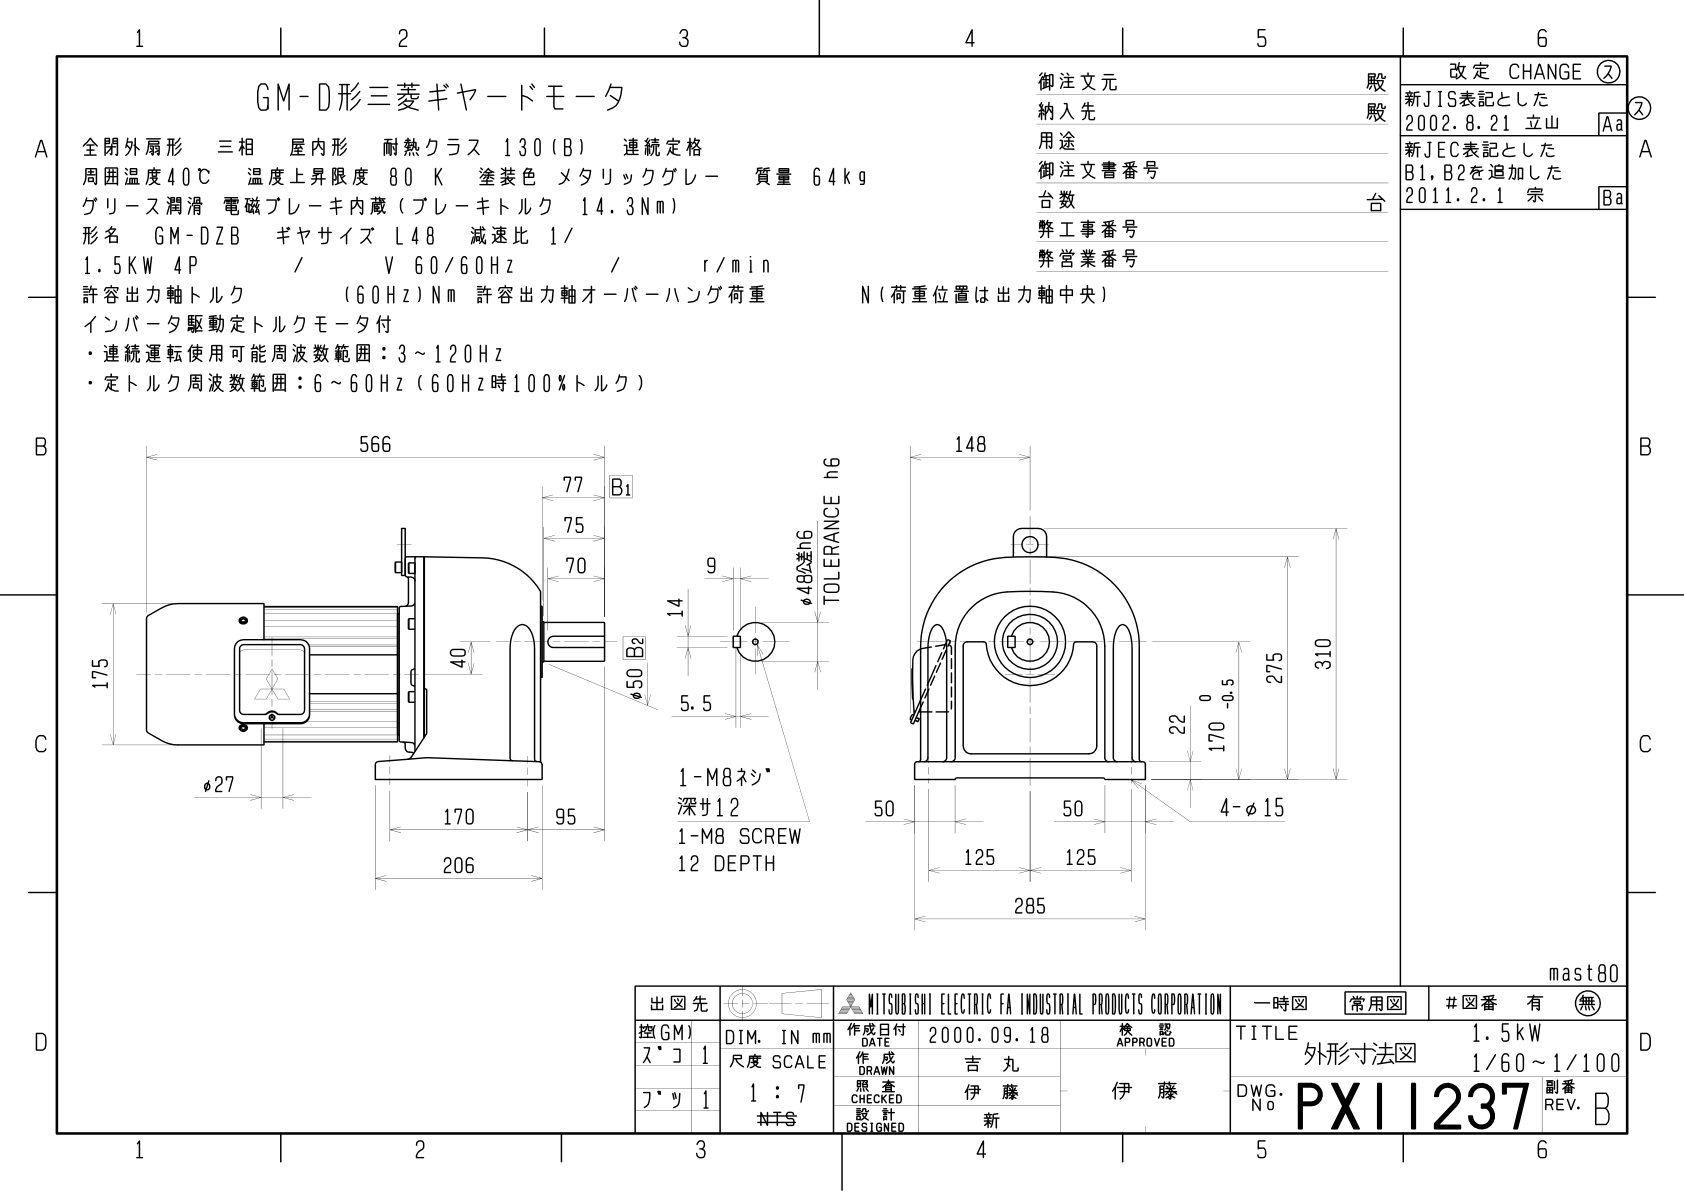 1 2 3 4 5 6
GM-D形三菱ギヤードモータ
全閉外扇形 三相 屋内形 耐熱クラス 130(B) 連続定格
周囲温度40℃ 温度上昇限度 80 K 塗装色 メタリックグレー 質量 64kg
グリース潤滑 電磁ブレーキ内蔵(ブレーキトルク 14.3Nm)
形名 GM-DZB ギヤサイズ L48 減速比 1/
1.5KW 4P / V 60/60Hz / r/min
許容出力軸トルク (60Hz)Nm 許容出力軸オーバーハング荷重 N(荷重位置は出力軸中央)
インバータ駆動定トルクモータ付
・連続運転使用可能周波数範囲:3~120Hz
・定トルク周波数範囲:6~60Hz(60Hz時100%トルク)
御注文元 殿
納入先 殿
用途
御注文書番号
台数 台
弊工事番号
弊営業番号
改定 CHANGE ス
新JIS表記とした
2002.8.21 立山 Aa
新JEC表記とした
B1,B2を追加した
2011.2.1 宗 Ba
ス
A
A
B
B
C
C
D
D
566
77 B1
75
70
175
40
φ50 B2
φ27
170
95
206
9
14
5.5
φ48公差h6
TOLERANCE h6
1-M8ネジ
深サ12
1-M8 SCREW
12 DEPTH
148
310
275
0
170 -0.5
22
50
50
4-φ15
125
125
285
mast80
出図先
控(GM)
ズコ 1
ブツ 1
DIM. IN mm
尺度 SCALE
1 : 7
NTS
MITSUBISHI ELECTRIC FA INDUSTRIAL PRODUCTS CORPORATION
作成日付
DATE
2000.09.18
検 認
APPROVED
作 成
DRAWN
吉 丸
照 査
CHECKED
伊 藤
伊 藤
設 計
DESIGNED
新
一時図 常用図 #図番 有 無
TITLE
外形寸法図
1.5kW
1/60~1/100
DWG.
No
PX11237
副番
REV.
B
1 2 3 4 5 6